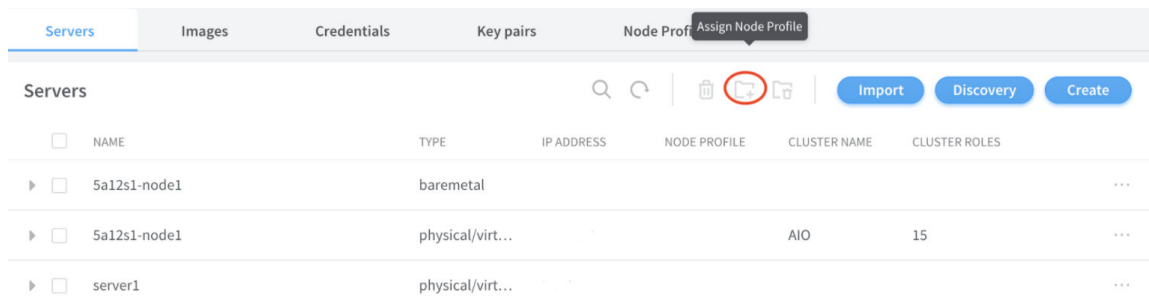 Servers Images Credentials Key pairs Node Profi Assign Node Profile
Servers Import Discovery Create
NAME TYPE IP ADDRESS NODE PROFILE CLUSTER NAME CLUSTER ROLES
5a12s1-node1 baremetal ...
5a12s1-node1 physical/virt... AIO 15 ...
server1 physical/virt... ...